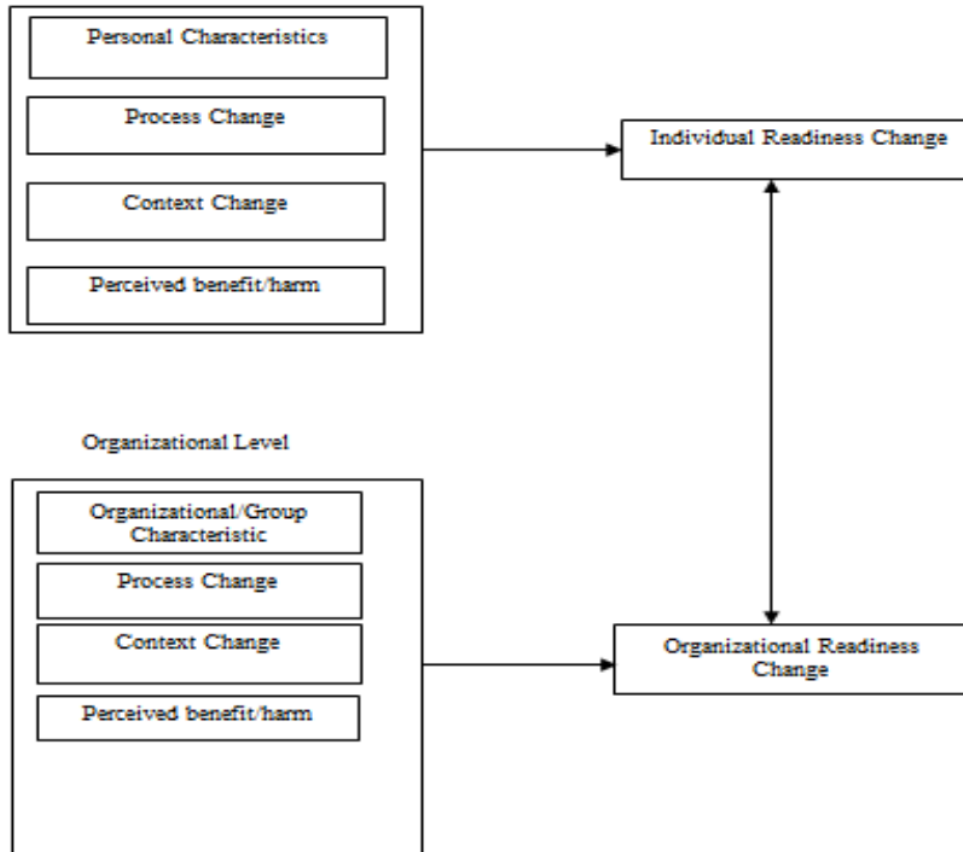 Personal Characteristics
Process Change
Context Change
Perceived benefit/harm
Individual Readiness Change
Organizational Level
Organizational/Group
Characteristic
Process Change
Context Change
Perceived benefit/harm
Organizational Readiness
Change